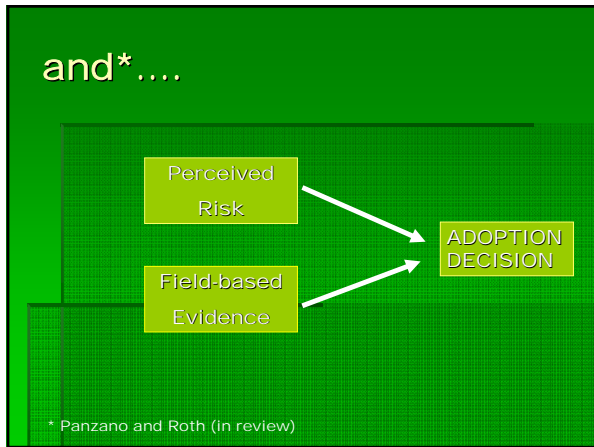 and*....
Perceived
Risk
ADOPTION
DECISION
Field-based
Evidence
* Panzano and Roth (in review)